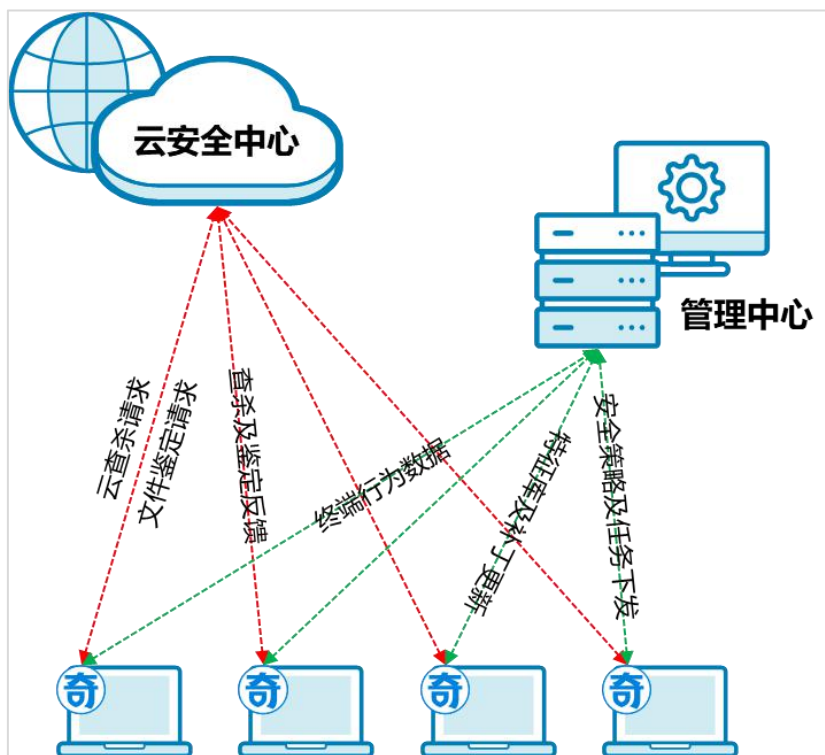 云安全中心
管理中心
云查杀请求
文件鉴定请求
查杀及鉴定反馈
终端行为数据
特征库及补丁更新
安全策略及任务下发
奇
奇
奇
奇